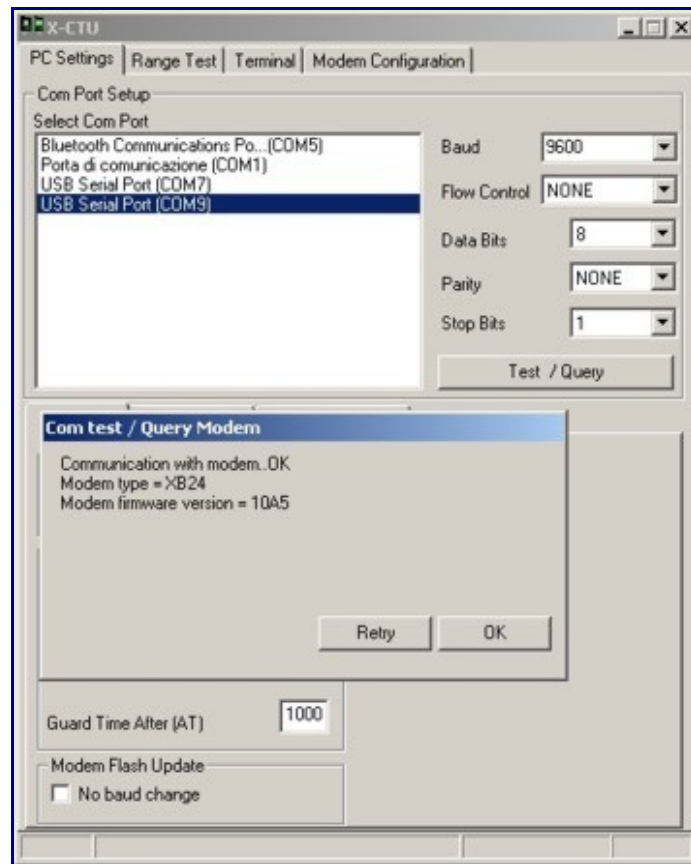 X-CTU
PC Settings Range Test Terminal Modem Configuration
Com Port Setup
Select Com Port
Bluetooth Communications Po...(COM5)
Porta di comunicazione (COM1)
USB Serial Port (COM7)
USB Serial Port (COM9)
Baud 9600
Flow Control NONE
Data Bits 8
Parity NONE
Stop Bits 1
Test / Query
Com test / Query Modem
Communication with modem..OK
Modem type = XB24
Modem firmware version = 10A5
Retry OK
Guard Time After (AT) 1000
Modem Flash Update
No baud change